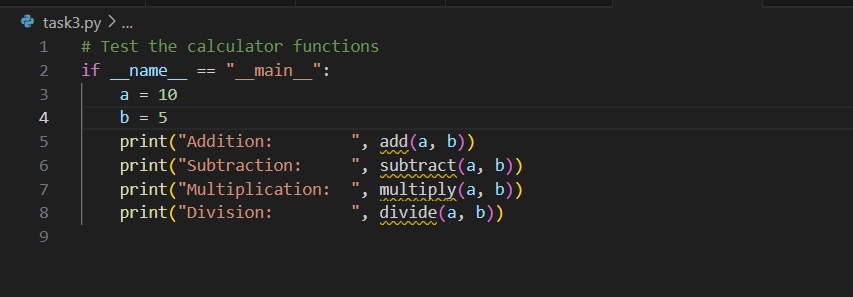 task3.py > ...
1 # Test the calculator functions
2 if __name__ == "__main__":
3     a = 10
4     b = 5
5     print("Addition:        ", add(a, b))
6     print("Subtraction:     ", subtract(a, b))
7     print("Multiplication:  ", multiply(a, b))
8     print("Division:        ", divide(a, b))
9